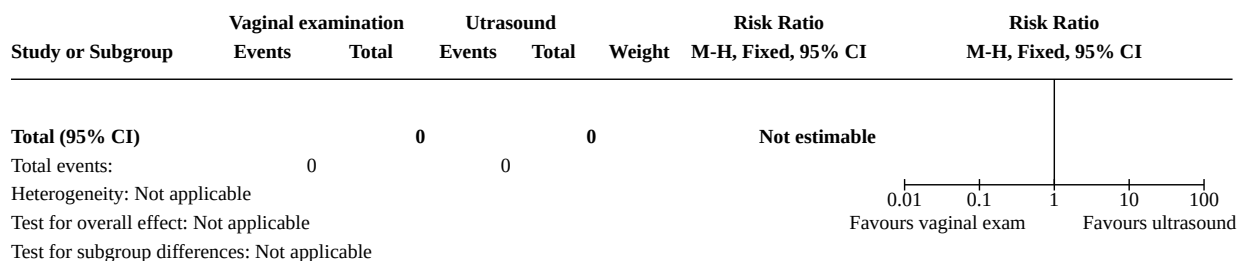 Vaginal examination Utrasound Risk Ratio Risk Ratio
Study or Subgroup Events Total Events Total Weight M-H, Fixed, 95% CI M-H, Fixed, 95% CI
Total (95% CI) 0 0 Not estimable
Total events: 0 0
Heterogeneity: Not applicable
0.01 0.1 1 10 100
Test for overall effect: Not applicable Favours vaginal exam Favours ultrasound
Test for subgroup differences: Not applicable